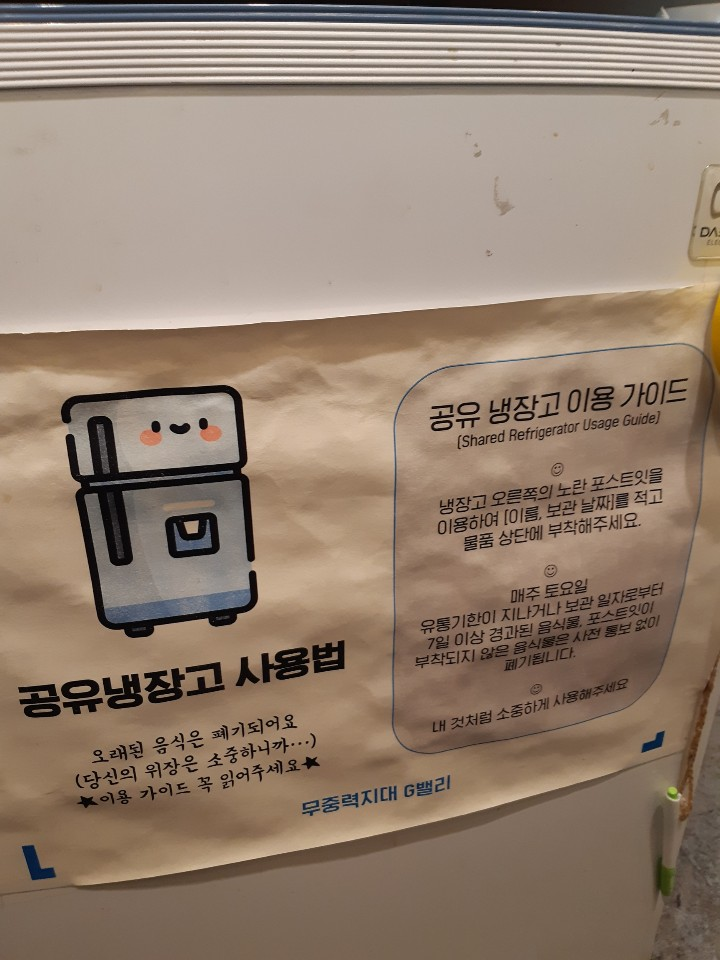 공유냉장고 사용법
오래된 음식은 폐기되어요
(당신의 위장은 소중하니까...)
★이용 가이드 꼭 읽어주세요★
공유 냉장고 이용 가이드
(Shared Refrigerator Usage Guide)
냉장고 오른쪽의 노란 포스트잇을
이용하여 [이름, 보관 날짜]를 적고
물품 상단에 부착해주세요.
매주 토요일
유통기한이 지나거나 보관 일자로부터
7일 이상 경과된 음식물, 포스트잇이
부착되지 않은 음식물은 사전 통보 없이
폐기됩니다.
내 것처럼 소중하게 사용해주세요
무중력지대 G밸리